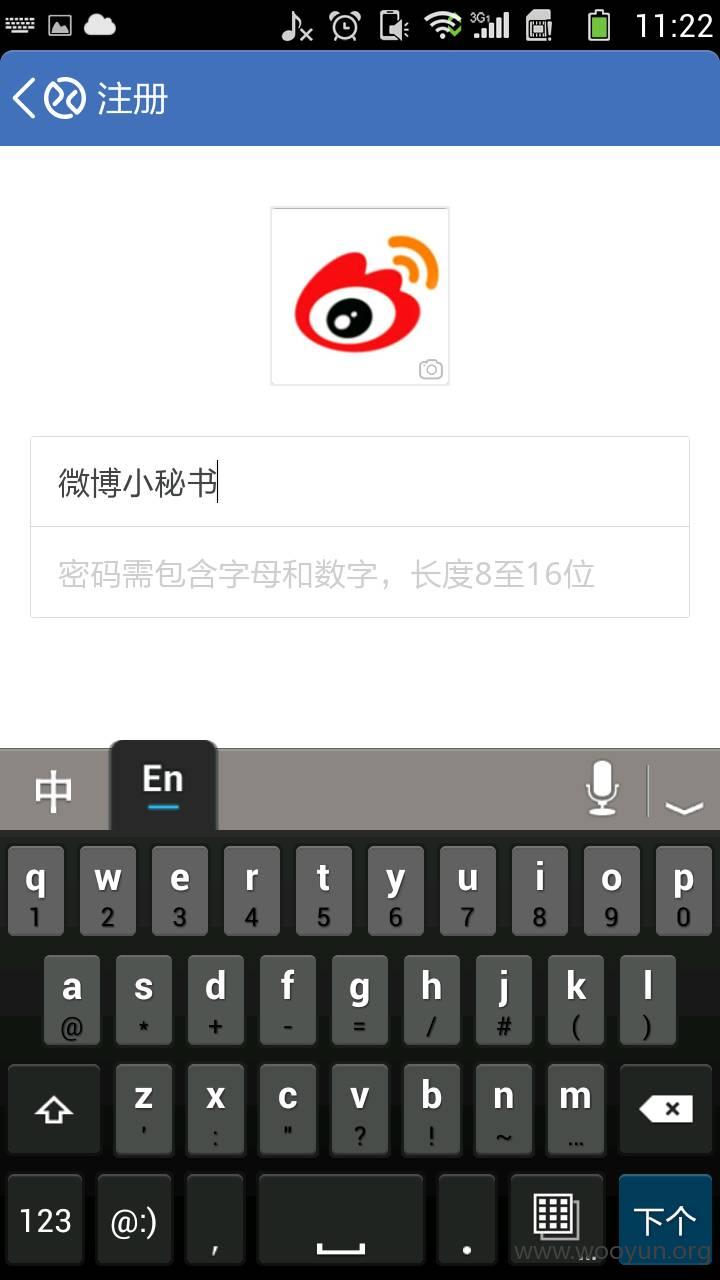 3G 11:22
注册
微博小秘书
密码需包含字母和数字，长度8至16位
中 En
q w e r t y u i o p
1 2 3 4 5 6 7 8 9 0
a s d f g h j k l
@ * + - = / # ( )
z x c v b n m
' : " ? ! ~ ...
123 @:) , . ... 下个
www.wooyun.org